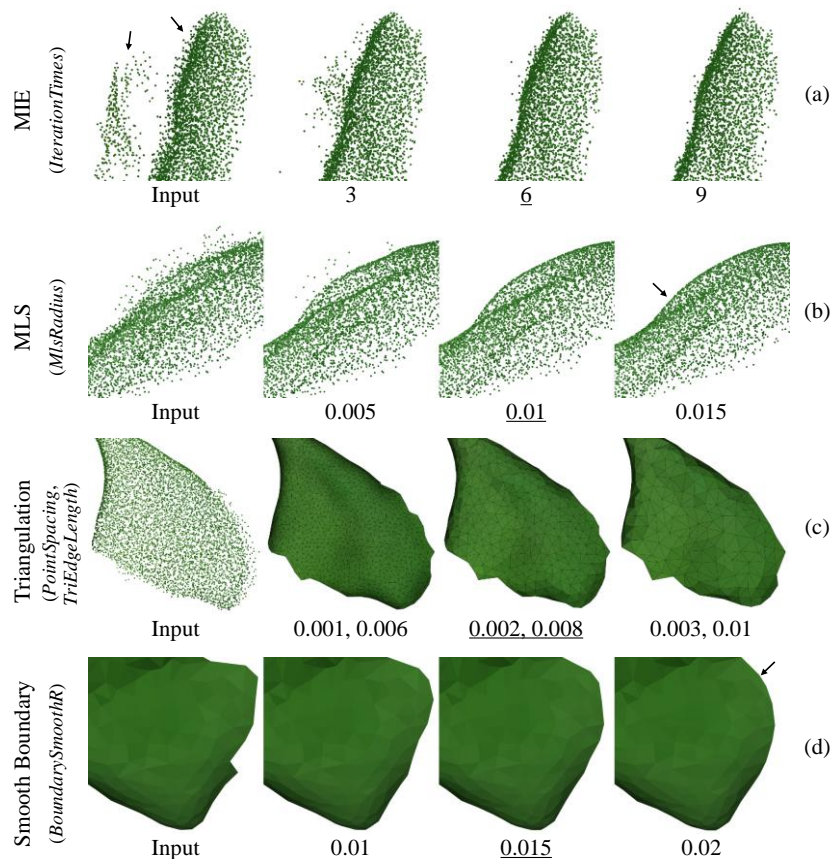 MIE
(IterationTimes)
(a)
Input 3 6 9
MLS
(MlsRadius)
(b)
Input 0.005 0.01 0.015
Triangulation
(PointSpacing,
TriEdgeLength)
(c)
Input 0.001, 0.006 0.002, 0.008 0.003, 0.01
Smooth Boundary
(BoundarySmoothR)
(d)
Input 0.01 0.015 0.02